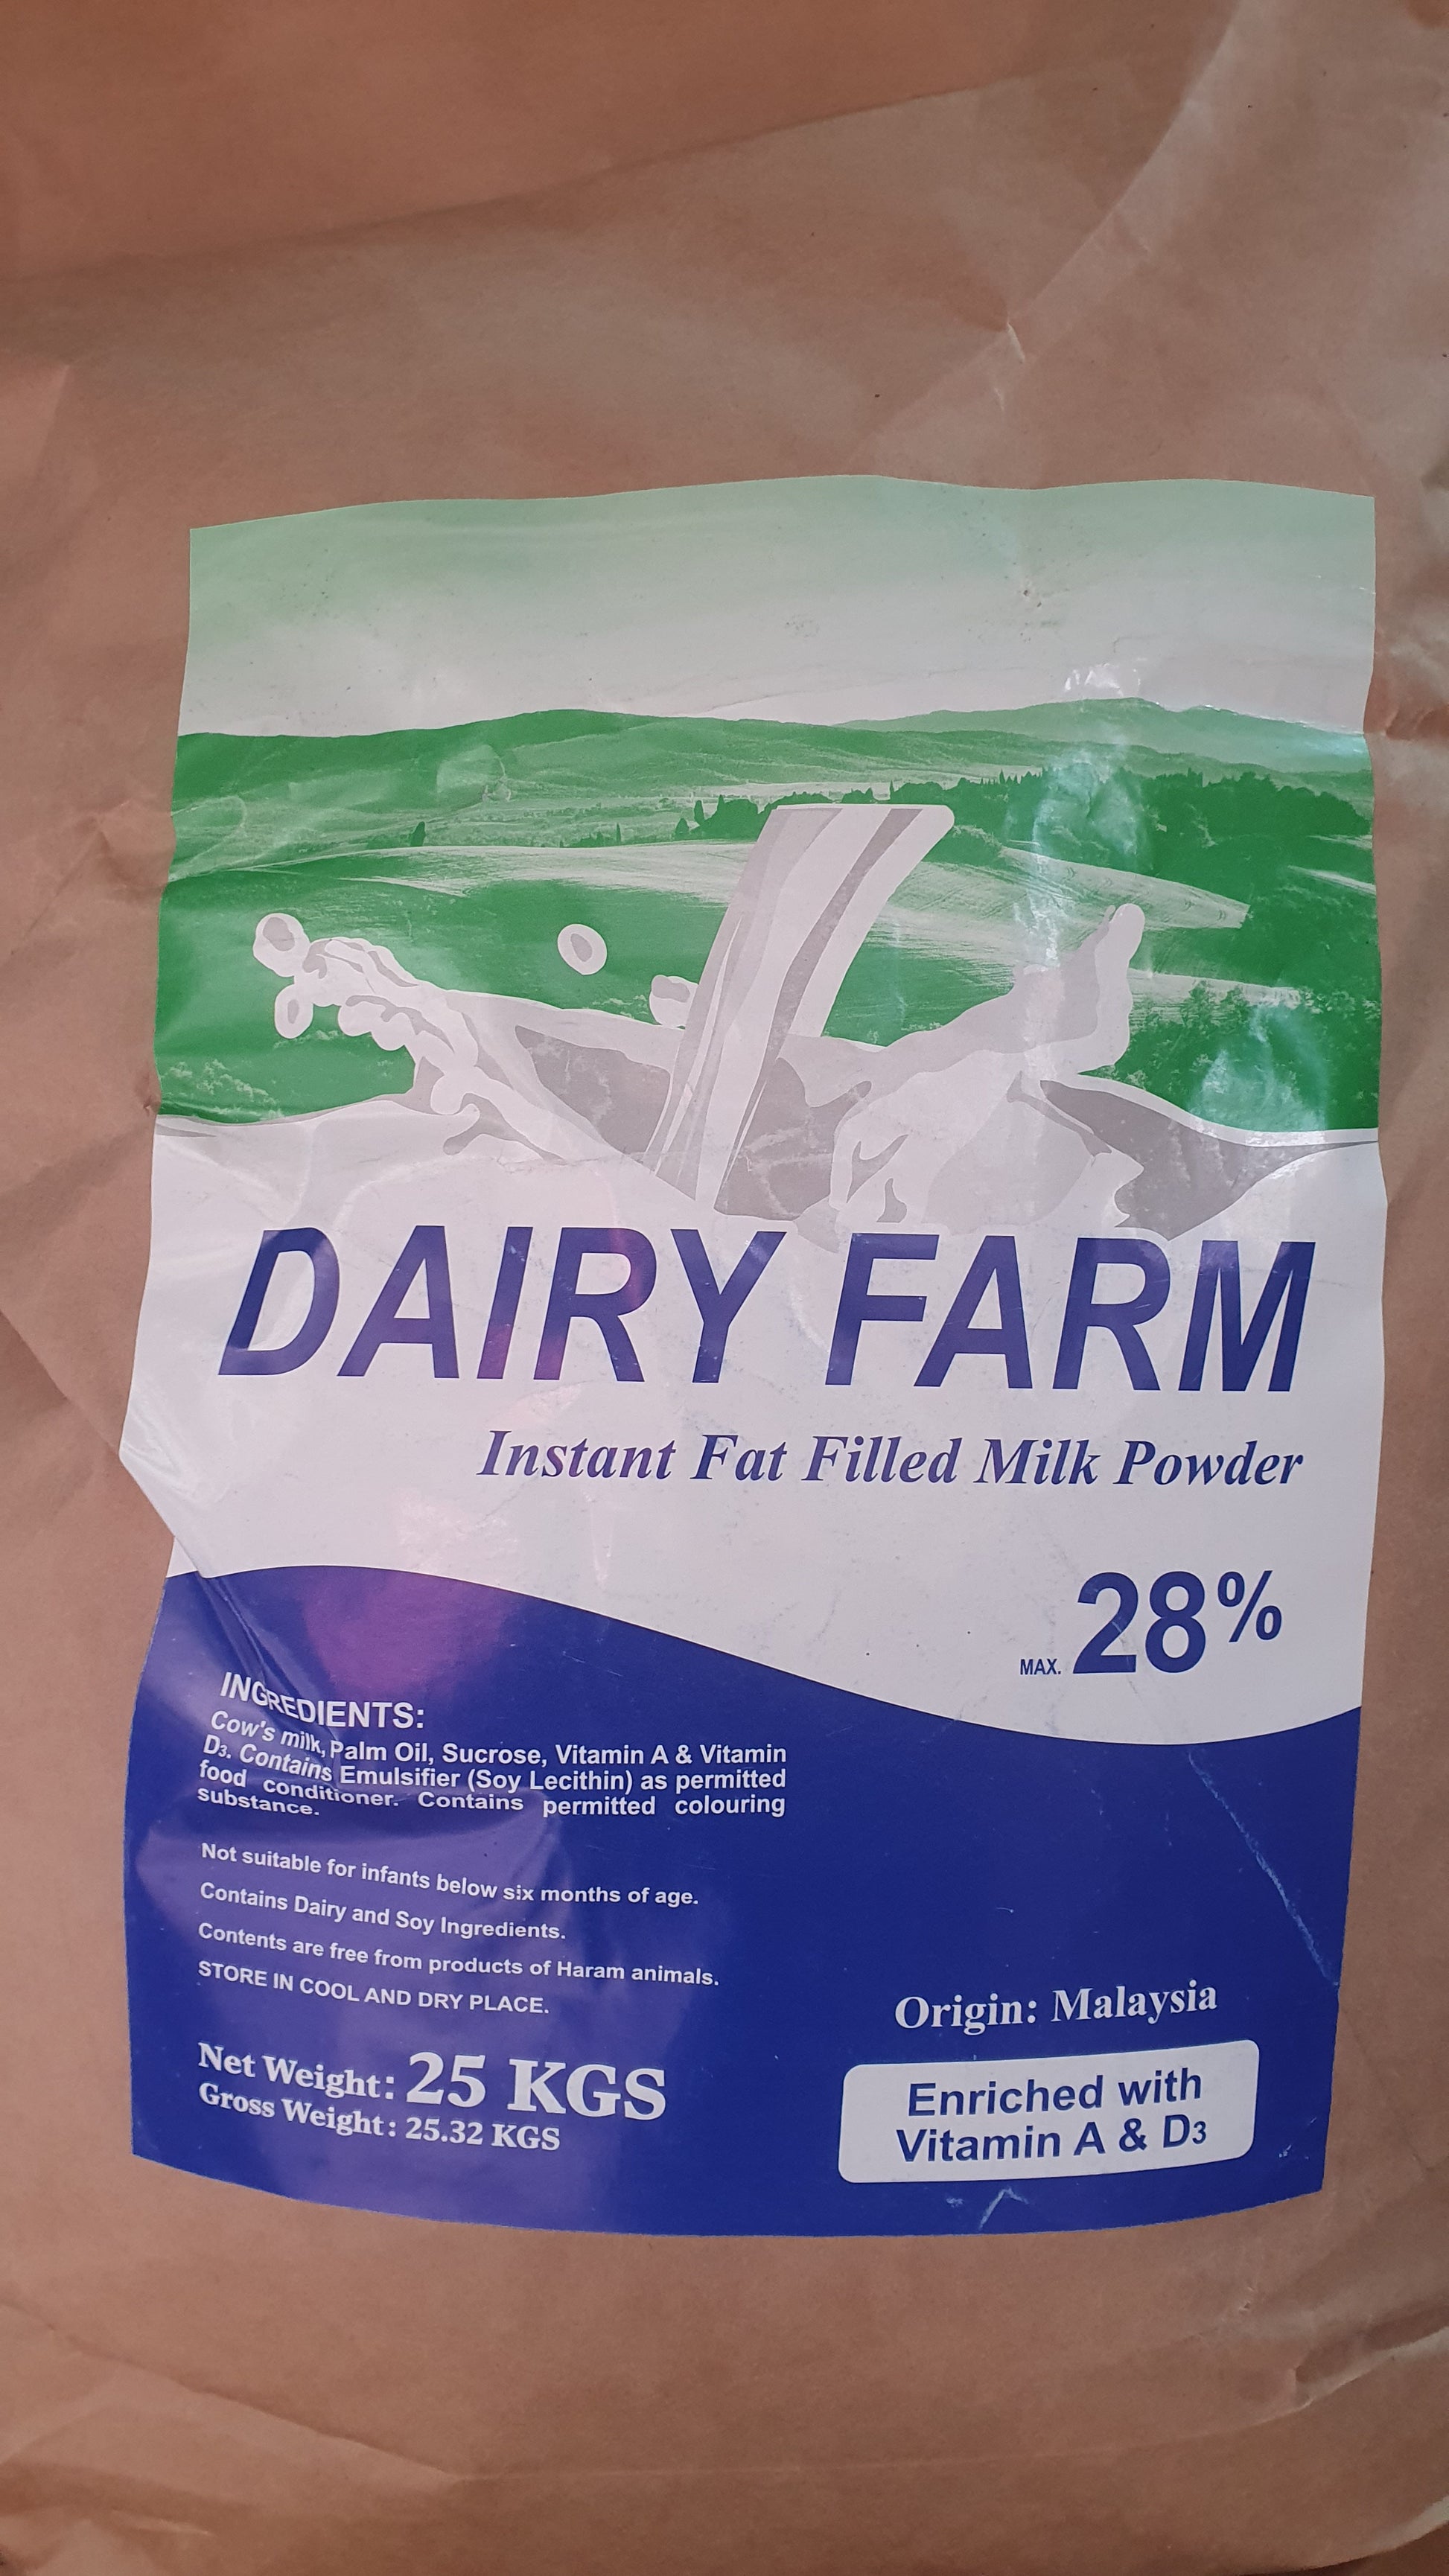 DAIRY FARM
Instant Fat Filled Milk Powder
MAX. 28%
INGREDIENTS:
Cow's milk, Palm Oil, Sucrose, Vitamin A & Vitamin
D3. Contains Emulsifier (Soy Lecithin) as permitted
food conditioner. Contains permitted colouring
substance.
Not suitable for infants below six months of age.
Contains Dairy and Soy Ingredients.
Contents are free from products of Haram animals.
STORE IN COOL AND DRY PLACE.
Net Weight: 25 KGS
Gross Weight: 25.32 KGS
Origin: Malaysia
Enriched with
Vitamin A & D3